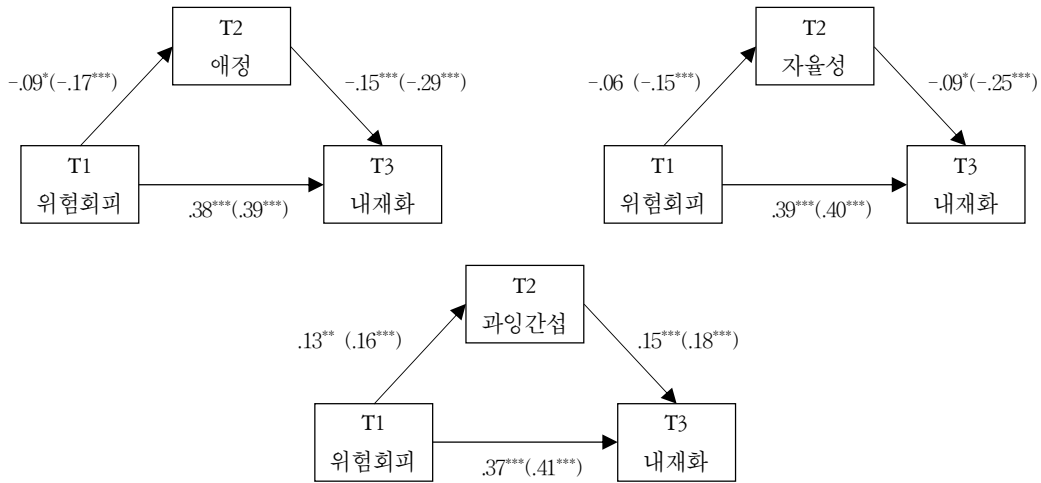 T2
애정
-.09*(-.17***)
-.15***(-.29***)
T1
위험회피
T3
내재화
.38***(.39***)
T2
자율성
-.06 (-.15***)
-.09*(-.25***)
T1
위험회피
T3
내재화
.39***(.40***)
T2
과잉간섭
.13** (.16***)
.15***(.18***)
T1
위험회피
T3
내재화
.37***(.41***)